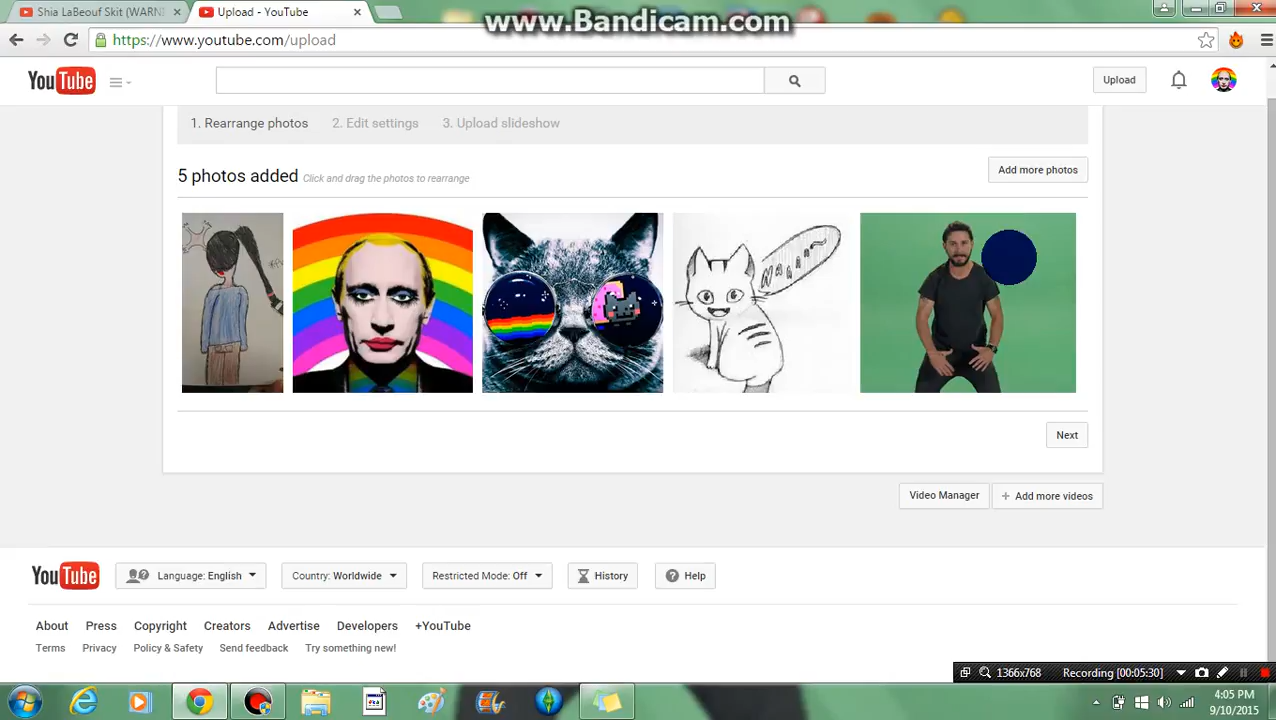 www.Bandicam.com
Shia LaBeouf Skit (WARNI
Upload - YouTube
https://www.youtube.com/upload
YouTube
Upload
1. Rearrange photos 2. Edit settings 3. Upload slideshow
5 photos added Click and drag the photos to rearrange
Add more photos
Next
Video Manager
+ Add more videos
YouTube
Language: English
Country: Worldwide
Restricted Mode: Off
History
Help
About Press Copyright Creators Advertise Developers +YouTube
Terms Privacy Policy & Safety Send feedback Try something new!
1366x768 Recording [00:05:30]
4:05 PM
9/10/2015